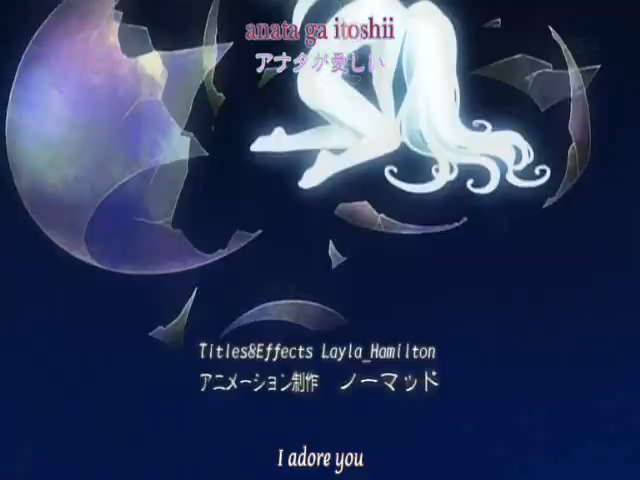 anata ga itoshii
アナタが愛しい
Titles&Effects Layla_Hamilton
アニメーション制作　ノーマッド
I adore you